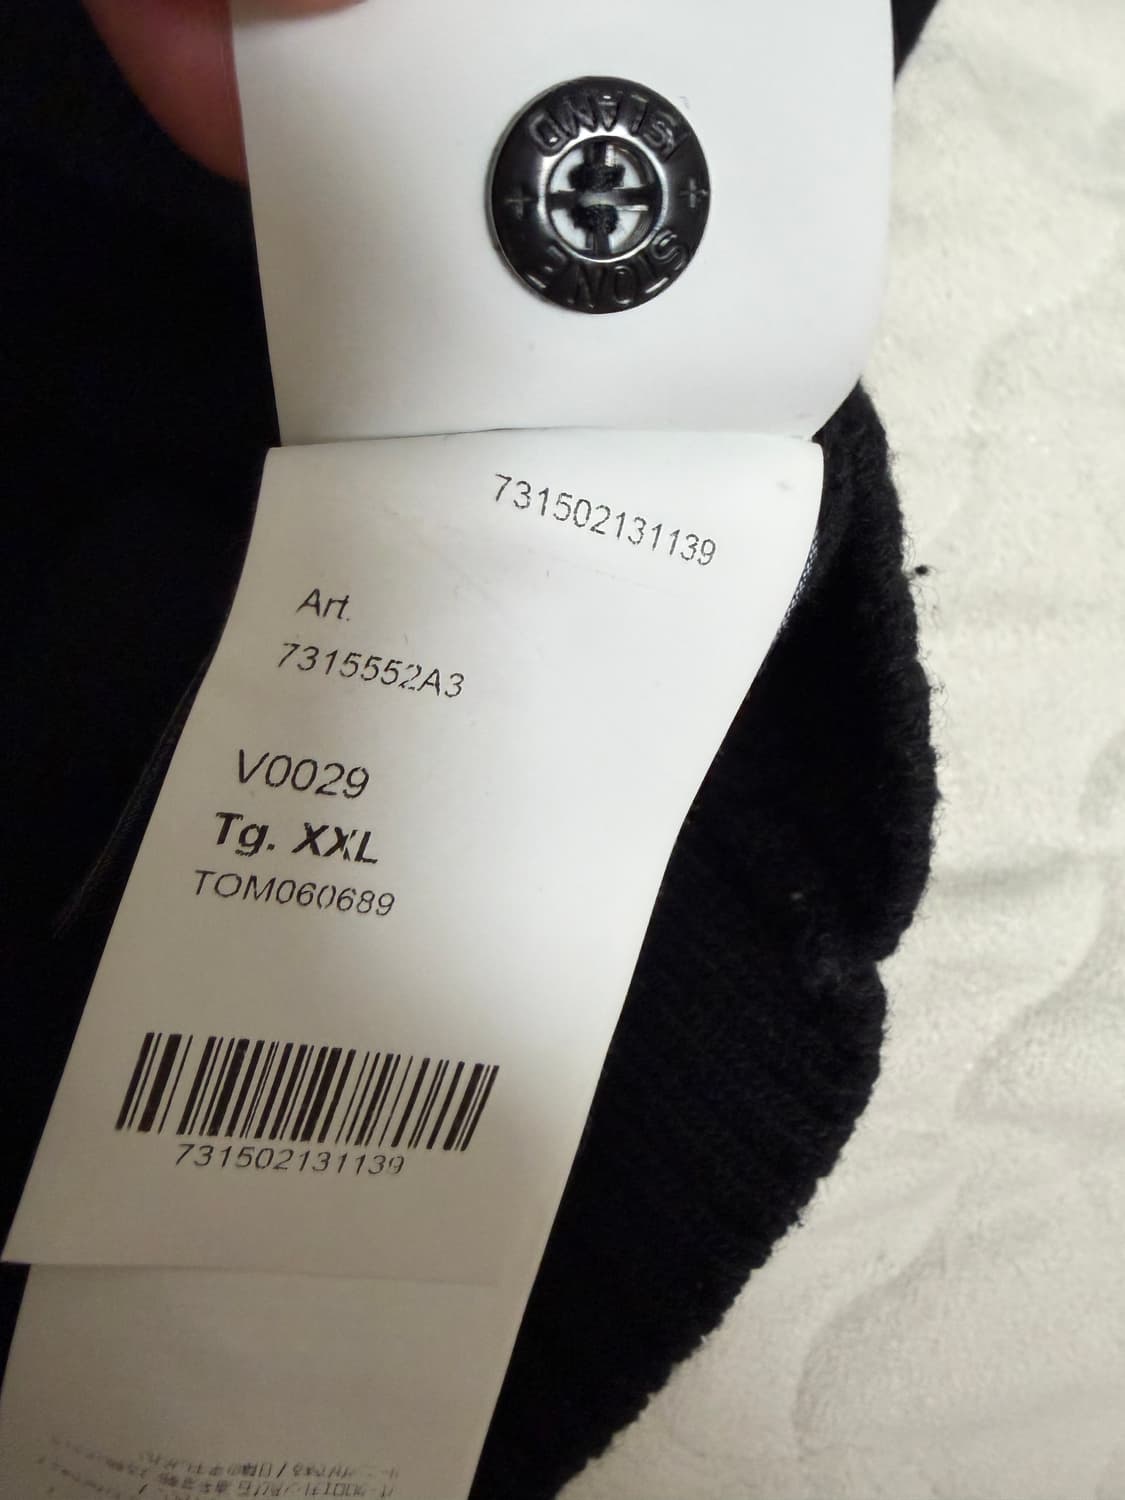 STONE
ISLAND
731502131139
Art.
7315552A3
V0029
Tg. XXL
TOM060689
731502131139